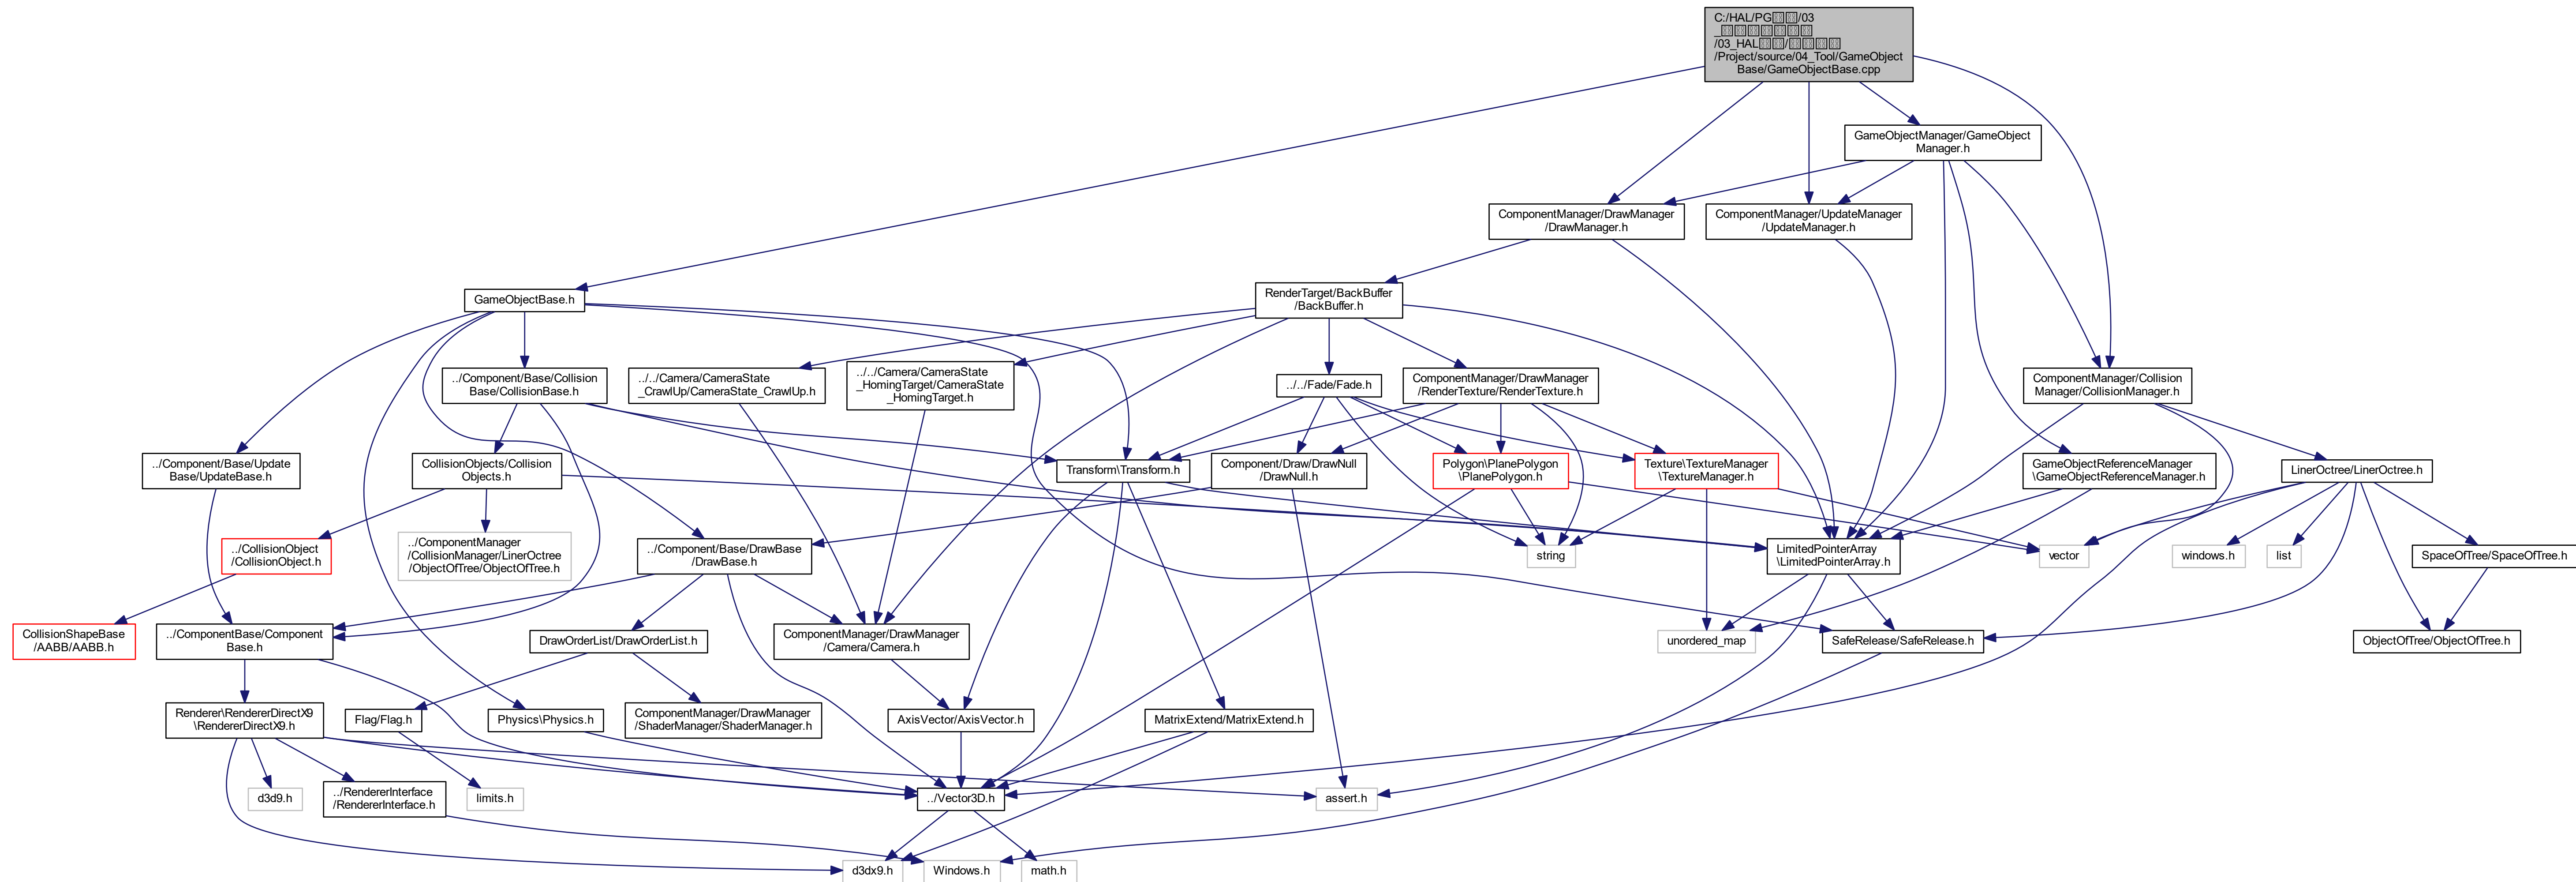 C:/HAL/PG/03
_
/03_HAL/
/Project/source/04_Tool/GameObject
Base/GameObjectBase.cpp
GameObjectManager/GameObject
Manager.h
ComponentManager/DrawManager
/DrawManager.h
ComponentManager/UpdateManager
/UpdateManager.h
GameObjectBase.h
RenderTarget/BackBuffer
/BackBuffer.h
../Component/Base/Collision
Base/CollisionBase.h
../../Camera/CameraState
_CrawlUp/CameraState_CrawlUp.h
../../Camera/CameraState
_HomingTarget/CameraState
_HomingTarget.h
../../Fade/Fade.h
ComponentManager/DrawManager
/RenderTexture/RenderTexture.h
ComponentManager/Collision
Manager/CollisionManager.h
../Component/Base/Update
Base/UpdateBase.h
CollisionObjects/Collision
Objects.h
Transform\Transform.h
Component/Draw/DrawNull
/DrawNull.h
Polygon\PlanePolygon
\PlanePolygon.h
Texture\TextureManager
\TextureManager.h
GameObjectReferenceManager
\GameObjectReferenceManager.h
LinerOctree/LinerOctree.h
../CollisionObject
/CollisionObject.h
../ComponentManager
/CollisionManager/LinerOctree
/ObjectOfTree/ObjectOfTree.h
../Component/Base/DrawBase
/DrawBase.h
string
LimitedPointerArray
\LimitedPointerArray.h
vector
windows.h
list
SpaceOfTree/SpaceOfTree.h
CollisionShapeBase
/AABB/AABB.h
../ComponentBase/Component
Base.h
DrawOrderList/DrawOrderList.h
ComponentManager/DrawManager
/Camera/Camera.h
unordered_map
SafeRelease/SafeRelease.h
ObjectOfTree/ObjectOfTree.h
Renderer\RendererDirectX9
\RendererDirectX9.h
Flag/Flag.h
Physics\Physics.h
ComponentManager/DrawManager
/ShaderManager/ShaderManager.h
AxisVector/AxisVector.h
MatrixExtend/MatrixExtend.h
d3d9.h
../RendererInterface
/RendererInterface.h
limits.h
../Vector3D.h
assert.h
d3dx9.h
Windows.h
math.h